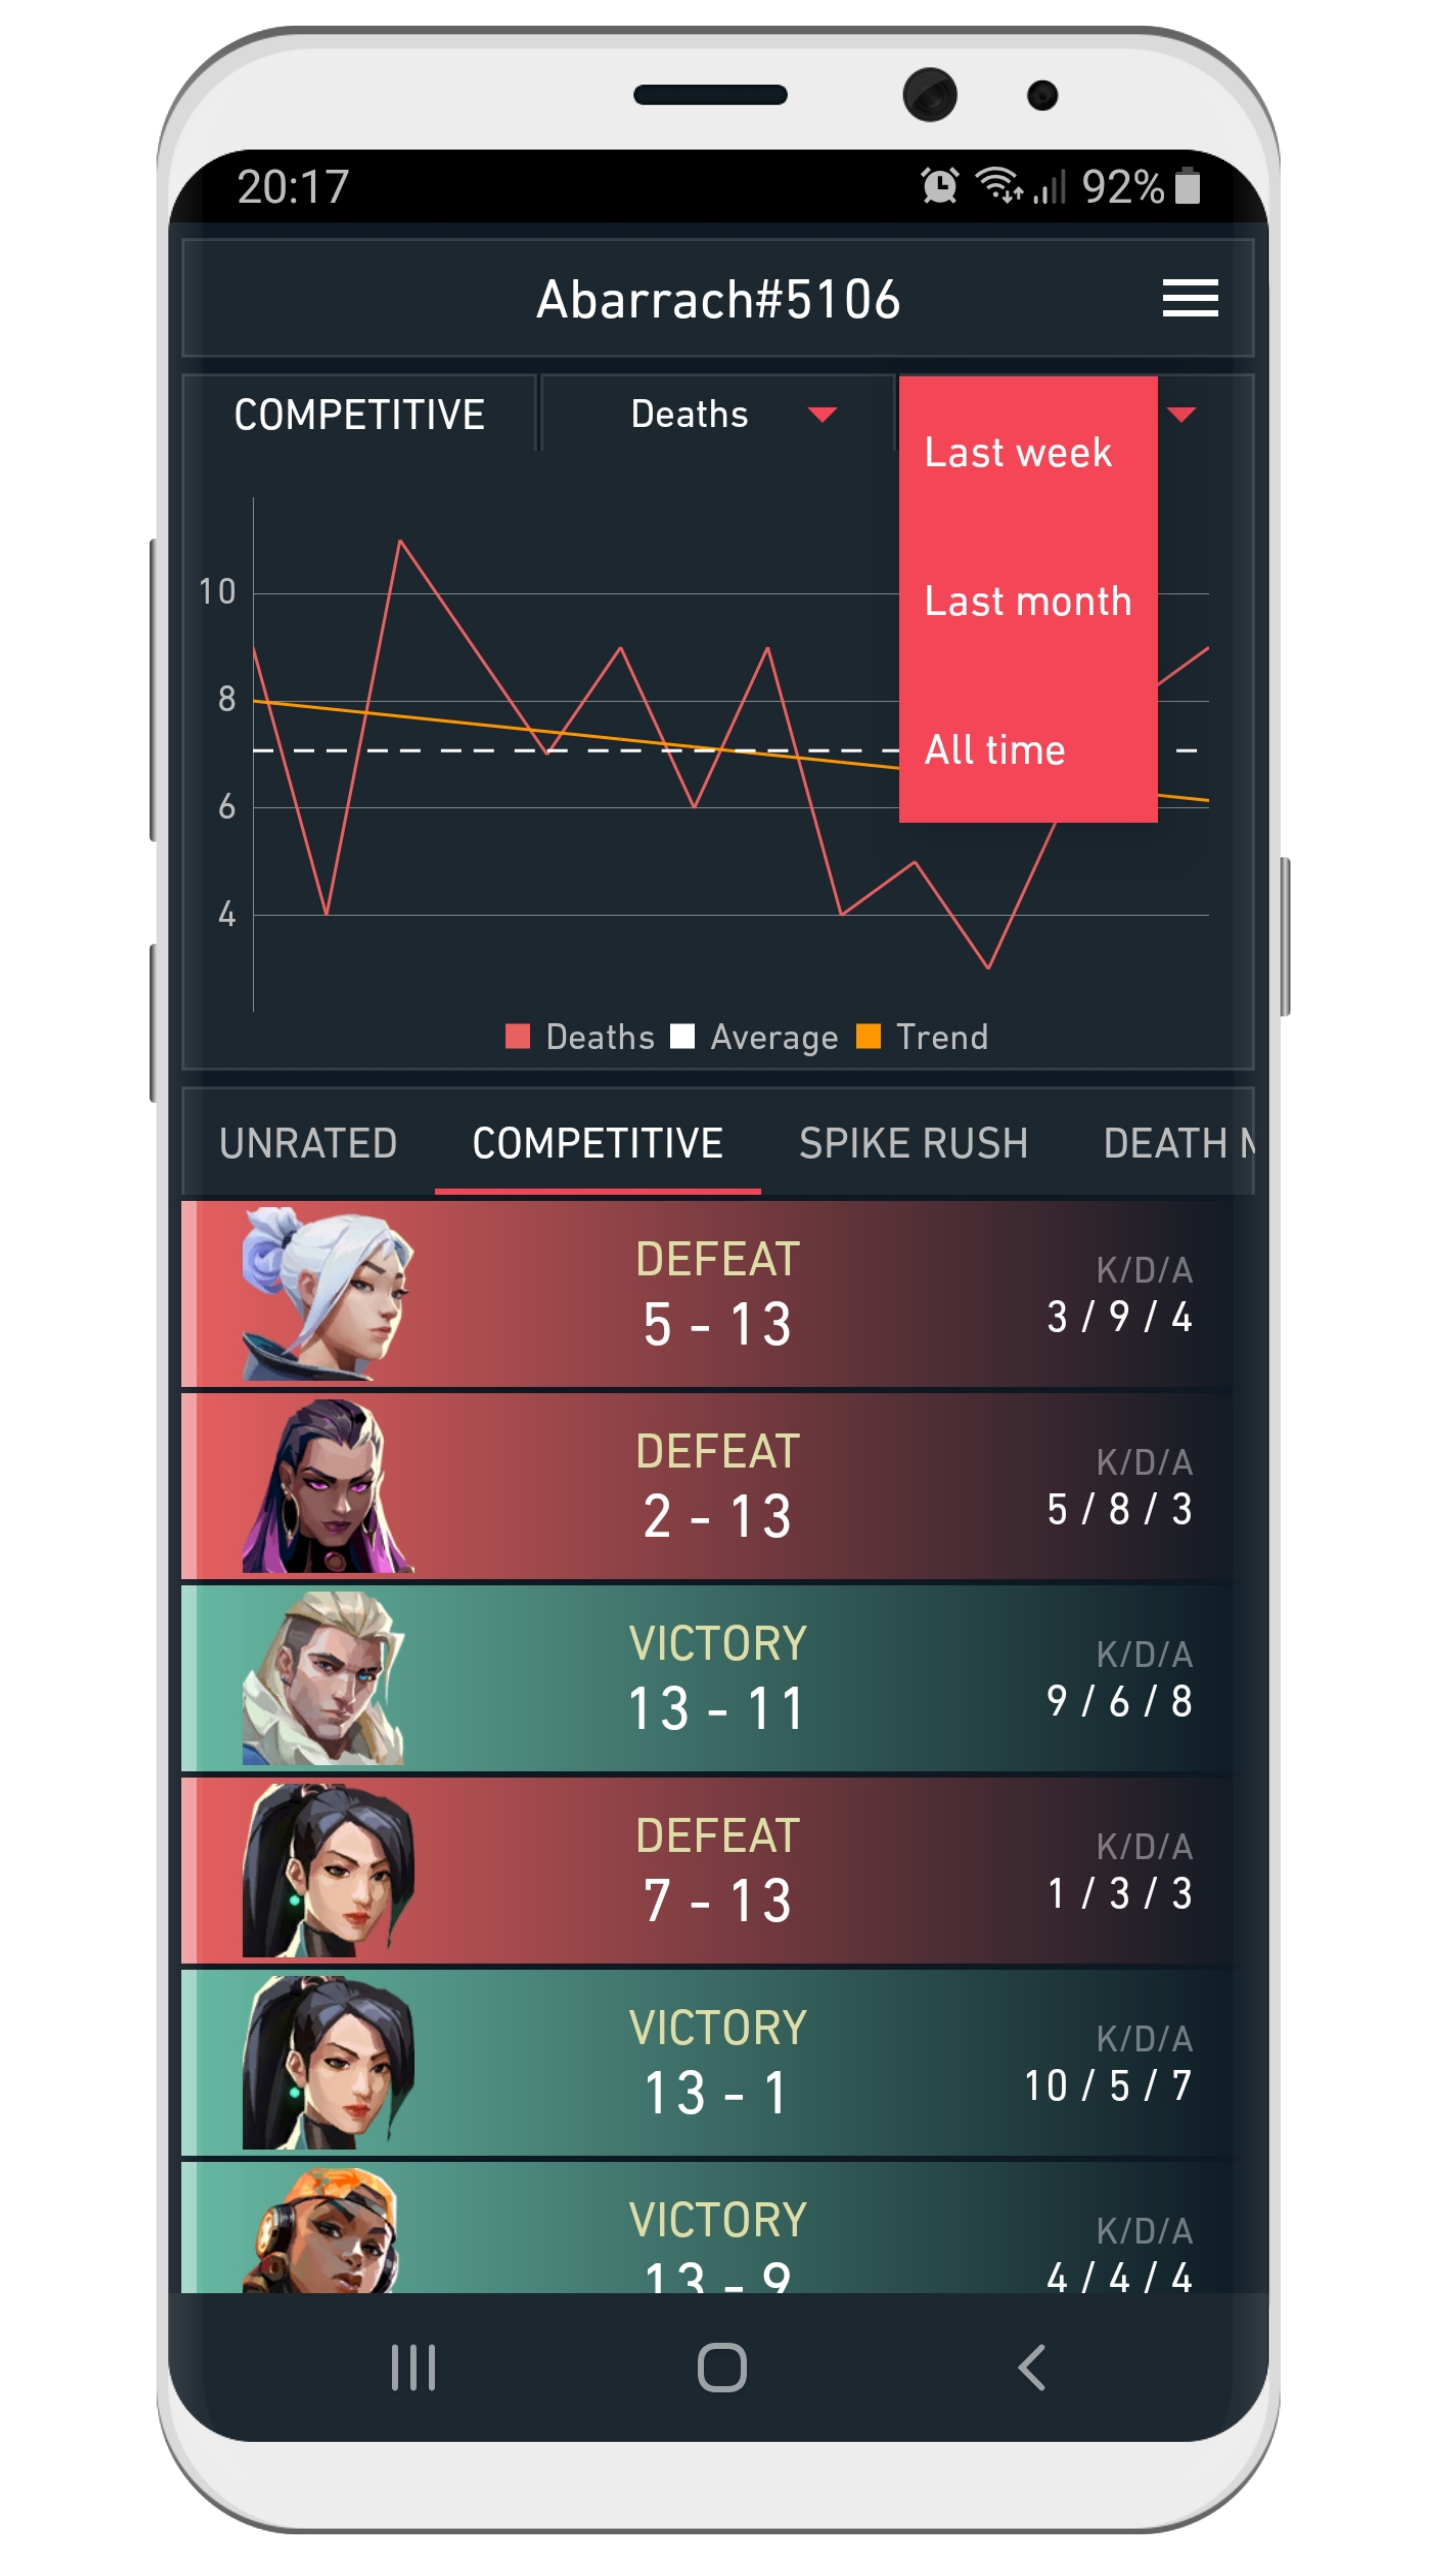 20:17 92%
Abarrach#5106
COMPETITIVE Deaths
Last week
Last month
All time
10
8
6
4
Deaths Average Trend
UNRATED COMPETITIVE SPIKE RUSH DEATH
DEFEAT
5 - 13
K/D/A
3 / 9 / 4
DEFEAT
2 - 13
K/D/A
5 / 8 / 3
VICTORY
13 - 11
K/D/A
9 / 6 / 8
DEFEAT
7 - 13
K/D/A
1 / 3 / 3
VICTORY
13 - 1
K/D/A
10 / 5 / 7
VICTORY
13 - 9
K/D/A
4 / 4 / 4